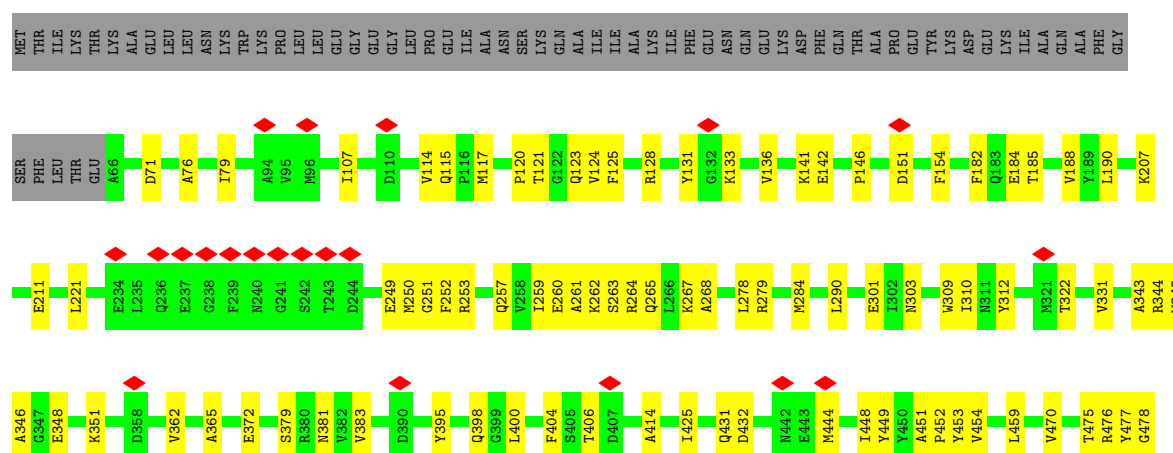 MET THR ILE LYS THR LYS ALA GLU LEU LEU ASN LYS TRP LYS PRO LEU LEU GLU GLY GLU GLY LEU PRO GLU ILE ALA ASN SER LYS GLN ALA ILE ILE ALA LYS ILE PHE GLU ASN GLN GLU LYS ASP PHE GLN THR ALA PRO GLU TYR LYS ASP GLU LYS ILE ALA GLN ALA PHE GLY
SER PHE LEU THR GLU A66 D71 A76 I79 A94 V95 M96 I107 D110 V114 Q115 P116 M117 P120 T121 G122 Q123 V124 F125 R128 Y131 G132 K133 V136 K141 E142 P146 D151 F154 F182 Q183 E184 T185 V188 Y189 L190 K207
E211 L221 E234 L235 Q236 E237 G238 F239 N240 G241 S242 T243 D244 E249 M250 G251 F252 R253 Q257 V258 I259 E260 A261 K262 S263 R264 Q265 L266 K267 A268 L278 R279 M284 L290 E301 I302 N303 W309 I310 N311 Y312 M321 T322 V331 A343 R344
A346 G347 E348 K351 D358 V362 A365 E372 S379 R380 N381 V382 V383 D390 Y395 Q398 G399 L400 F404 S405 T406 D407 A414 I425 Q431 D432 N442 E443 M444 I448 Y449 Y450 A451 P452 Y453 V454 L459 V470 T475 R476 Y477 G478